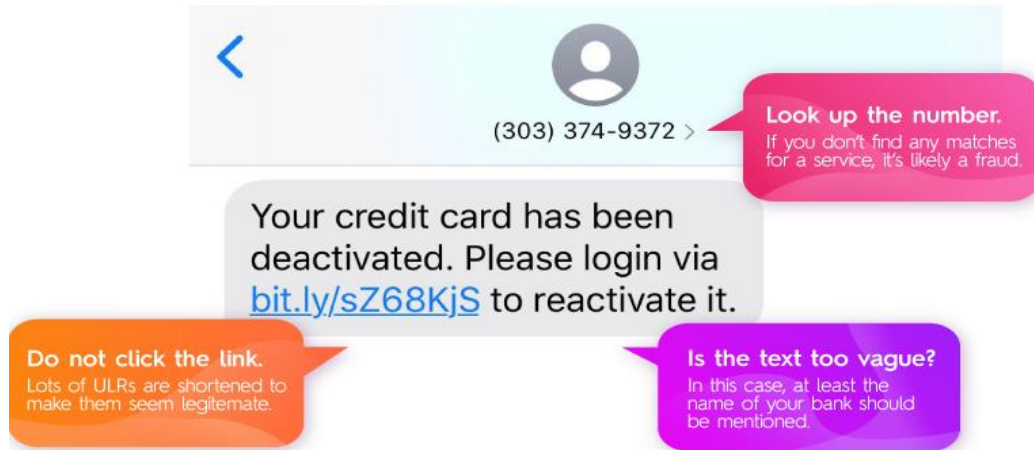 (303) 374-9372 >
Look up the number.
If you don't find any matches
for a service, it's likely a fraud.
Your credit card has been
deactivated. Please login via
bit.ly/sZ68KjS to reactivate it.
Do not click the link.
Lots of ULRs are shortened to
make them seem legitemate.
Is the text too vague?
In this case, at least the
name of your bank should
be mentioned.